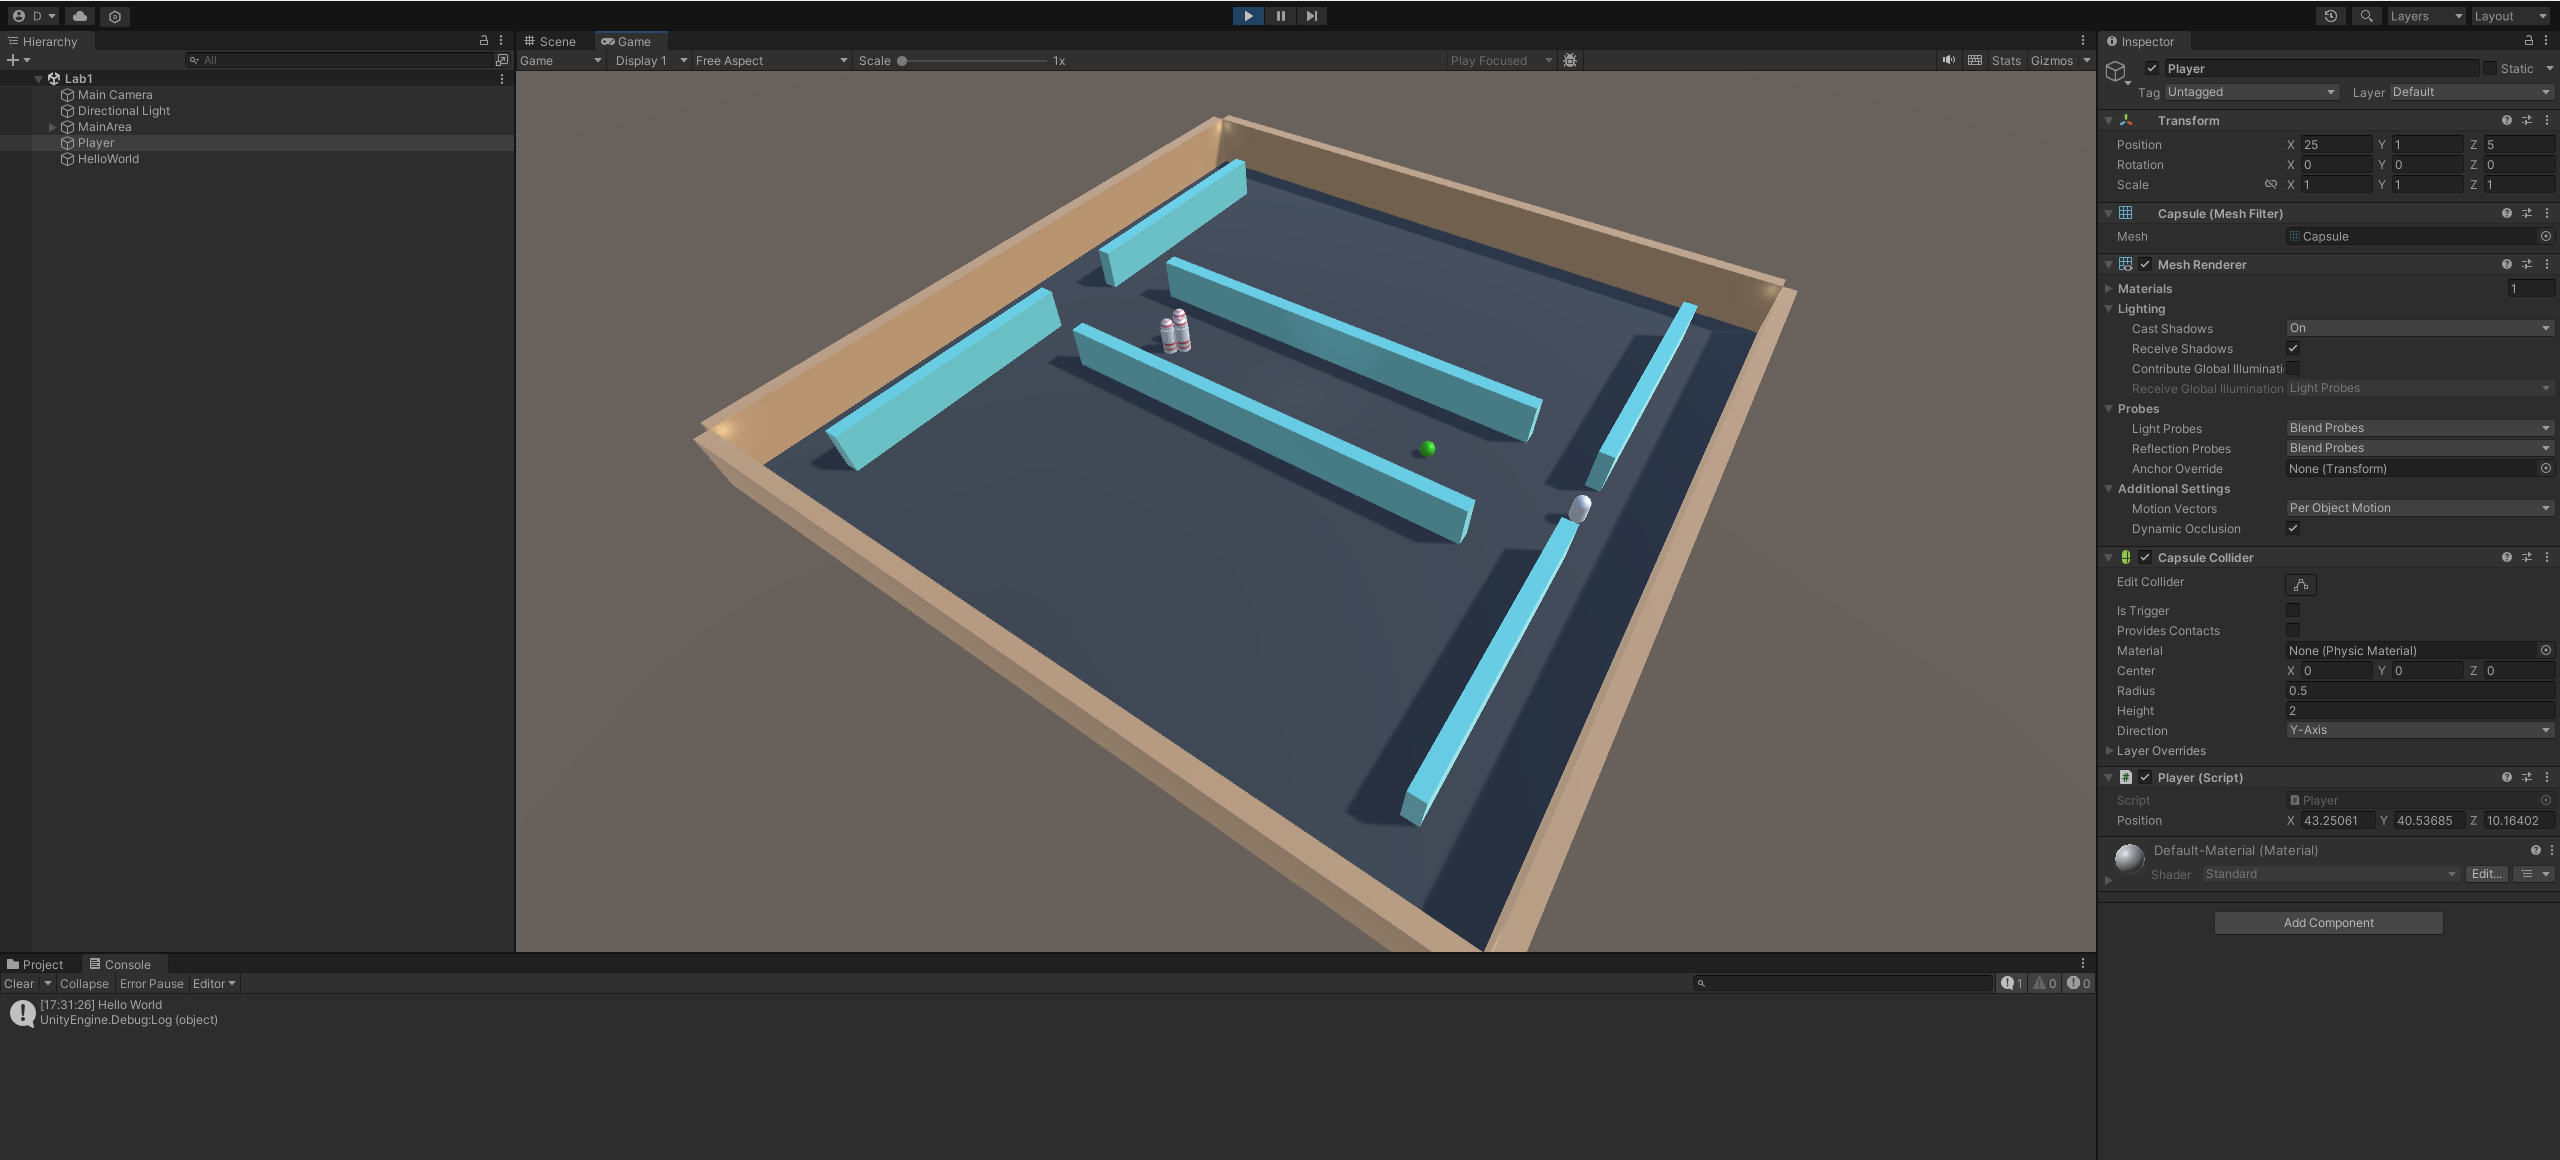 D
Layers
Layout
Hierarchy
All
Lab1
Main Camera
Directional Light
MainArea
Player
HelloWorld
Scene
Game
Game
Display 1
Free Aspect
Scale
1x
Play Focused
Stats
Gizmos
Inspector
Player
Static
Tag
Untagged
Layer
Default
Transform
Position X 25 Y 1 Z 5
Rotation X 0 Y 0 Z 0
Scale X 1 Y 1 Z 1
Capsule (Mesh Filter)
Mesh Capsule
Mesh Renderer
Materials 1
Lighting
Cast Shadows On
Receive Shadows
Contribute Global Illuminati
Receive Global Illumination Light Probes
Probes
Light Probes Blend Probes
Reflection Probes Blend Probes
Anchor Override None (Transform)
Additional Settings
Motion Vectors Per Object Motion
Dynamic Occlusion
Capsule Collider
Edit Collider
Is Trigger
Provides Contacts
Material None (Physic Material)
Center X 0 Y 0 Z 0
Radius 0.5
Height 2
Direction Y-Axis
Layer Overrides
# Player (Script)
Script Player
Position X 43.25061 Y 40.53685 Z 10.16402
Default-Material (Material)
Shader Standard Edit...
Add Component
Project
Console
Clear
Collapse
Error Pause
Editor
1
0
0
[17:31:26] Hello World
UnityEngine.Debug:Log (object)